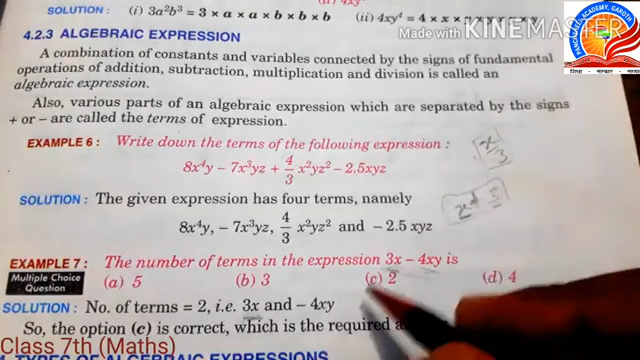 SOLUTION : (i) 3a²b³ = 3 × a × a × b × b × b (ii) 4xy⁴ = 4 × x ×
Made with KINEMASTER
PANCHSHEEL ACADEMY, GAROTH
शिक्षा - संस्कार
4.2.3 ALGEBRAIC EXPRESSION
A combination of constants and variables connected by the signs of fundamental
operations of addition, subtraction, multiplication and division is called an
algebraic expression.
Also, various parts of an algebraic expression which are separated by the signs
+ or – are called the terms of expression.
EXAMPLE 6 : Write down the terms of the following expression :
8x⁴y – 7x³yz + 4/3 x²yz² – 2.5xyz
x/3
SOLUTION : The given expression has four terms, namely
8x⁴y, – 7x³yz, 4/3 x²yz² and – 2.5 xyz
EXAMPLE 7 : The number of terms in the expression 3x – 4xy is
Multiple Choice Question
(a) 5 (b) 3 (c) 2 (d) 4
SOLUTION : No. of terms = 2, i.e. 3x and – 4xy
So, the option (c) is correct, which is the required
Class 7th (Maths)
TYPES OF ALGEBRAIC EXPRESSIONS